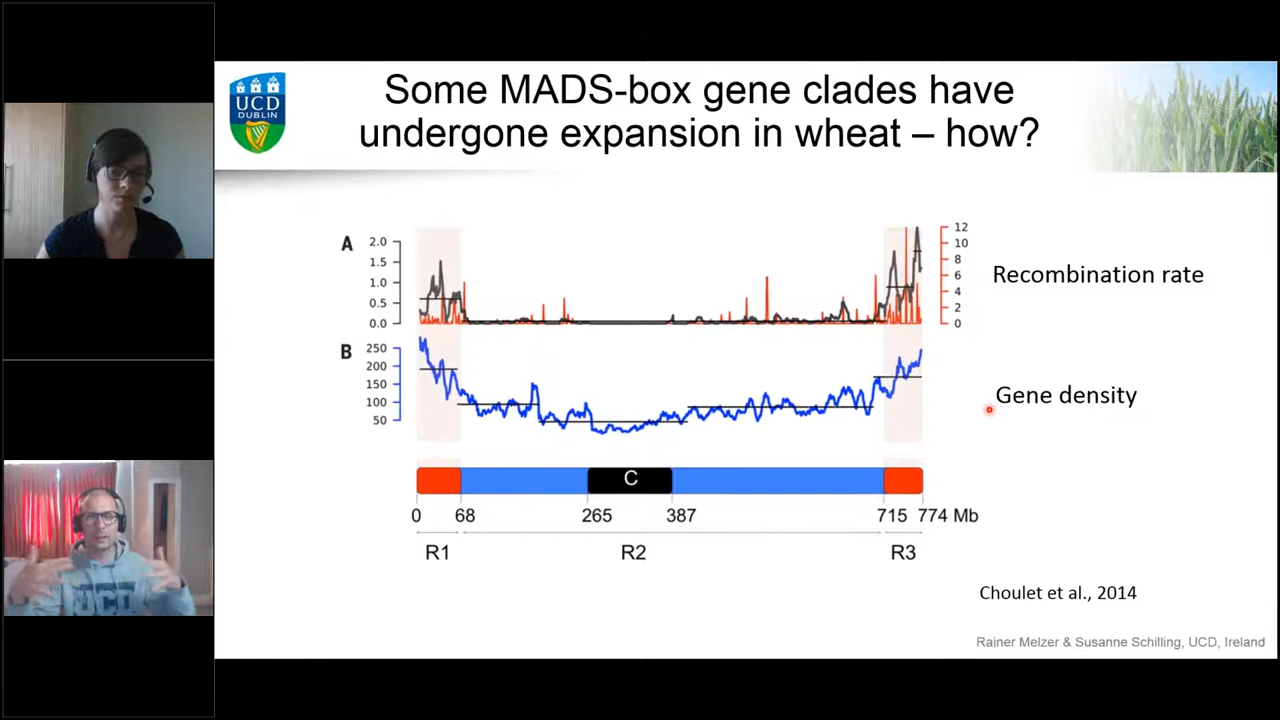 UCD
DUBLIN
Some MADS-box gene clades have
undergone expansion in wheat – how?
A
2.0
1.5
1.0
0.5
0.0
12
10
8
6
4
2
0
Recombination rate
B
250
200
150
100
50
Gene density
C
0 68 265 387 715 774 Mb
R1 R2 R3
Choulet et al., 2014
Rainer Melzer & Susanne Schilling, UCD, Ireland
UCD